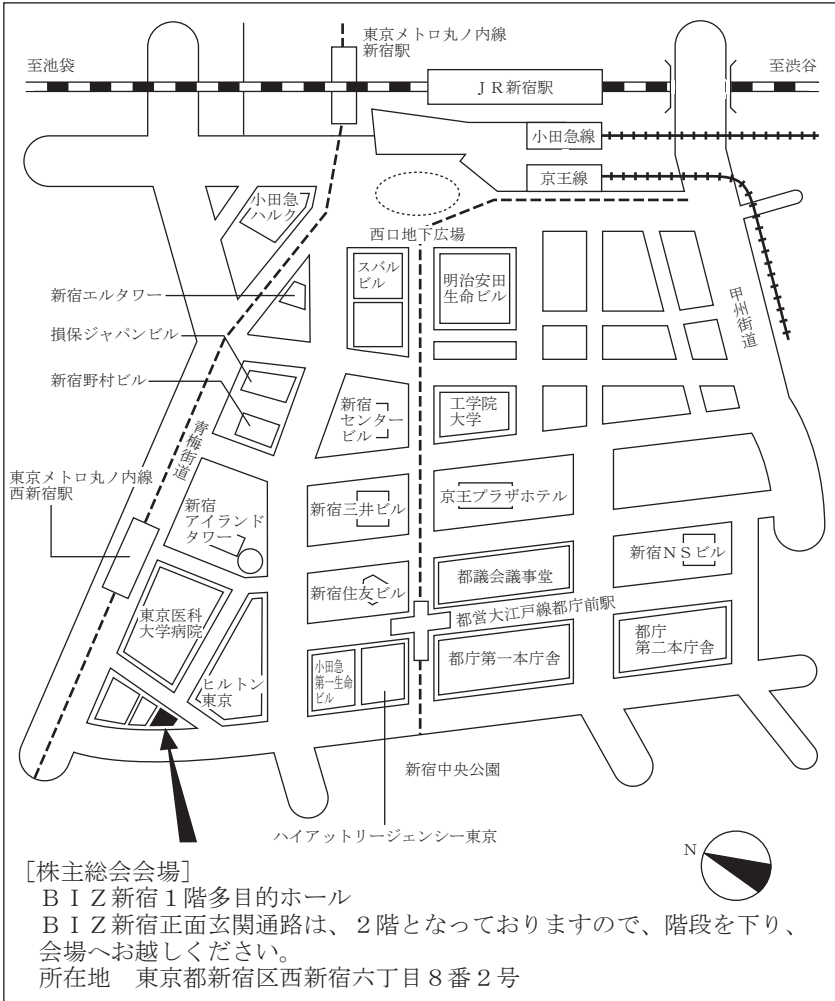 東京メトロ丸ノ内線
新宿駅
至池袋
至渋谷
ＪＲ新宿駅
小田急線
京王線
小田急
ハルク
西口地下広場
スバル
ビル
明治安田
生命ビル
新宿エルタワー
甲州街道
損保ジャパンビル
新宿野村ビル
新宿
センター
ビル
工学院
大学
青梅街道
東京メトロ丸ノ内線
西新宿駅
新宿
アイランド
タワー
新宿三井ビル
京王プラザホテル
新宿ＮＳビル
新宿住友ビル
都議会議事堂
都営大江戸線都庁前駅
東京医科
大学病院
ヒルトン
東京
小田急
第一生命
ビル
都庁第一本庁舎
都庁
第二本庁舎
新宿中央公園
ハイアットリージェンシー東京
N
［株主総会会場］
ＢＩＺ新宿１階多目的ホール
ＢＩＺ新宿正面玄関通路は、２階となっておりますので、階段を下り、
会場へお越しください。
所在地　東京都新宿区西新宿六丁目８番２号